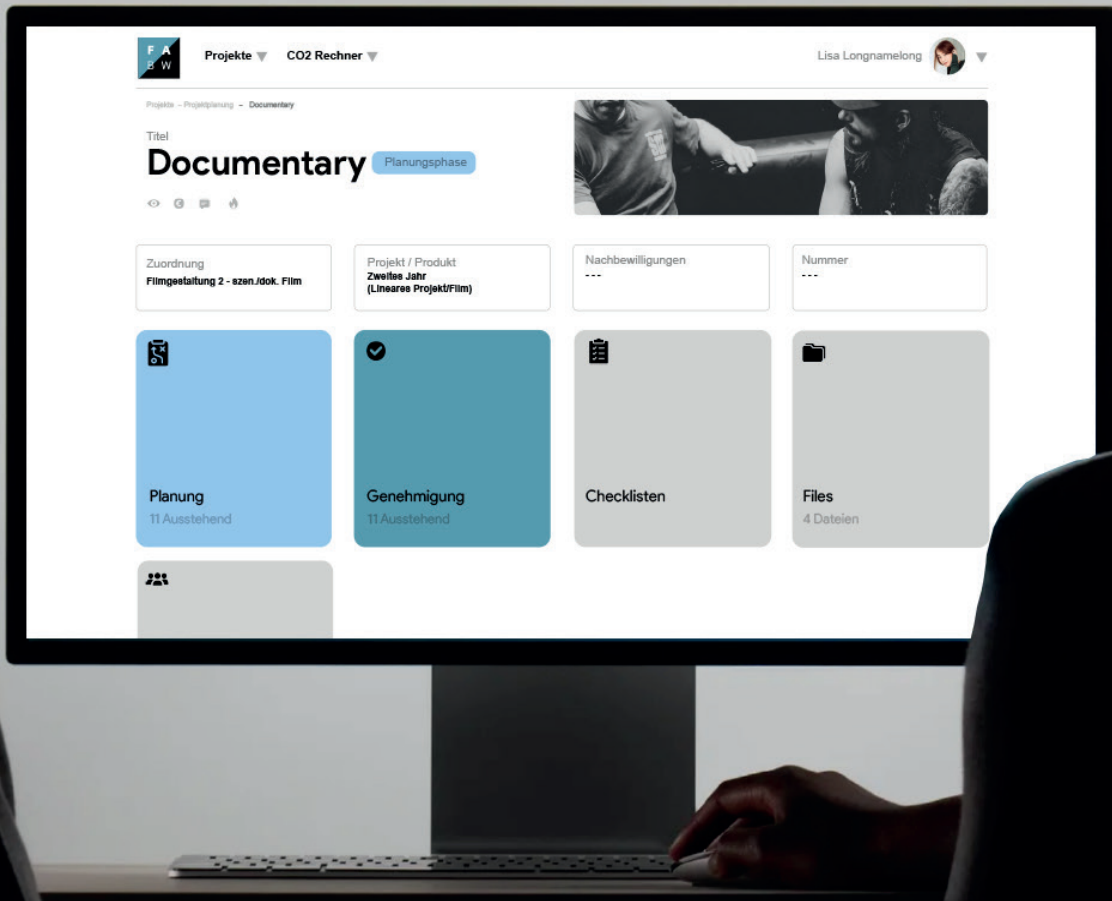 F A
B W
Projekte
CO2 Rechner
Lisa Longnamelong
Projekte – Projektplanung – Documentary
Titel
Documentary
Planungsphase
Zuordnung
Filmgestaltung 2 - szen./dok. Film
Projekt / Produkt
Zweites Jahr
(Lineares Projekt/Film)
Nachbewilligungen
---
Nummer
---
Planung
11 Ausstehend
Genehmigung
11 Ausstehend
Checklisten
Files
4 Dateien